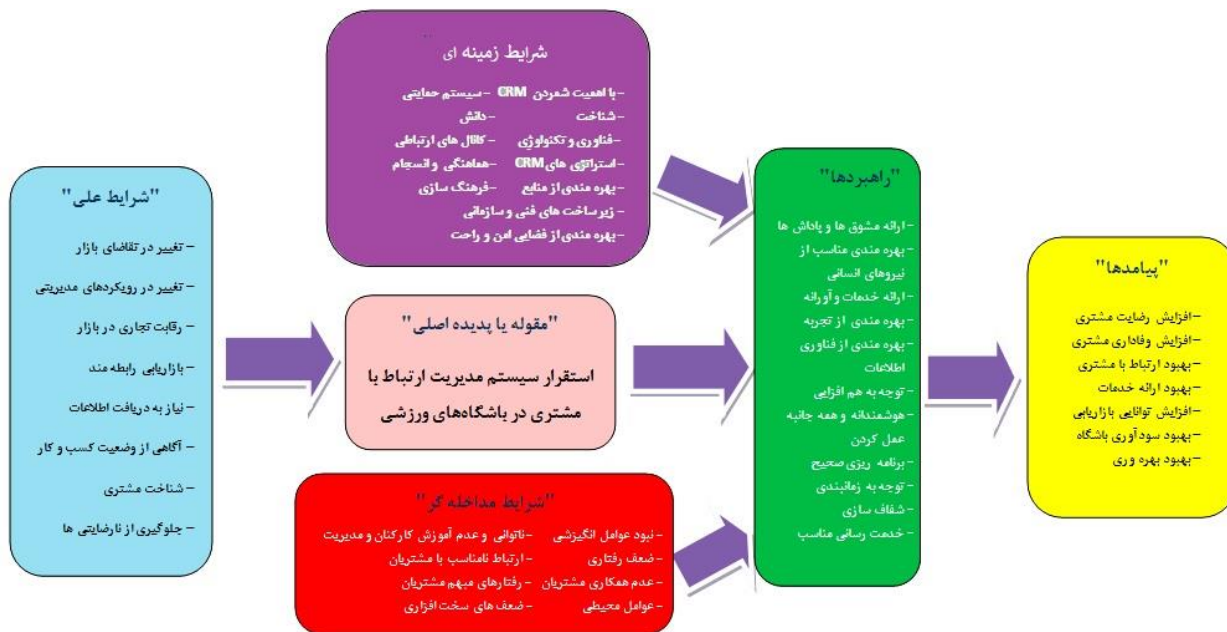 شرایط زمینه ای
-با اهمیت شمردن CRM -سیستم حمایتی
-شناخت -دانش
-فناوری و تکنولوژی -کانال های ارتباطی
-استراتژی های CRM -هماهنگی و انسجام
-بهره مندی از منابع -فرهنگ سازی
-زیر ساخت های فنی و سازمانی
-بهره مندی از فضایی امن و راحت
"شرایط علی"
-تغییر در تقاضای بازار
-تغییر در رویکردهای مدیریتی
-رقابت تجاری در بازار
-بازاریابی رابطه مند
-نیاز به دریافت اطلاعات
-آگاهی از وضعیت کسب و کار
-شناخت مشتری
-جلوگیری از نارضایتی ها
"مقوله یا پدیده اصلی"
استقرار سیستم مدیریت ارتباط با
مشتری در باشگاه‌های ورزشی
"شرایط مداخله گر"
-نبود عوامل انگیزشی -ناتوانی و عدم آموزش کارکنان و مدیریت
-ضعف رفتاری -ارتباط نامناسب با مشتریان
-عدم همکاری مشتریان -رفتارهای مبهم مشتریان
-عوامل محیطی -ضعف های سخت افزاری
"راهبردها"
-ارائه مشوق ها و پاداش ها
-بهره مندی مناسب از
نیروهای انسانی
-ارائه خدمات و آورانه
-بهره مندی از تجربه
-بهره مندی از فناوری
اطلاعات
-توجه به هم افزایی
-هوشمندانه و همه جانبه
عمل کردن
-برنامه ریزی صحیح
-توجه به زمانبندی
-شفاف سازی
-خدمت رسانی مناسب
"پیامدها"
-افزایش رضایت مشتری
-افزایش وفاداری مشتری
-بهبود ارتباط با مشتری
-بهبود ارائه خدمات
-افزایش توانایی بازاریابی
-بهبود سودآوری باشگاه
-بهبود بهره وری